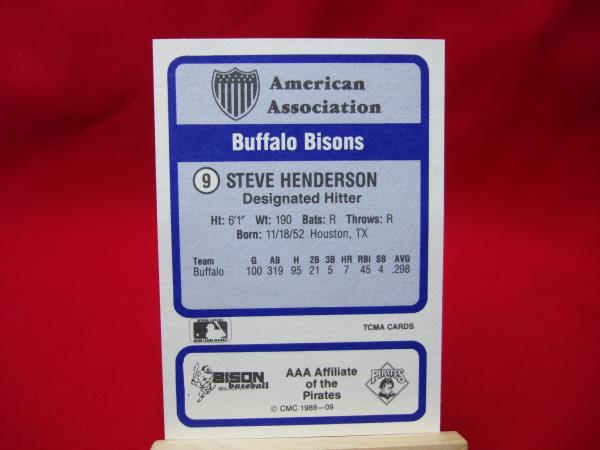 American
Association
Buffalo Bisons
9 STEVE HENDERSON
Designated Hitter
Ht: 6'1" Wt: 190 Bats: R Throws: R
Born: 11/18/52 Houston, TX
Team G AB H 2B 3B HR RBI SB AVG
Buffalo 100 319 95 21 5 7 45 4 .298
TCMA CARDS
BISON
baseball
AAA Affiliate
of the
Pirates
© CMC 1989–09
PIRATES